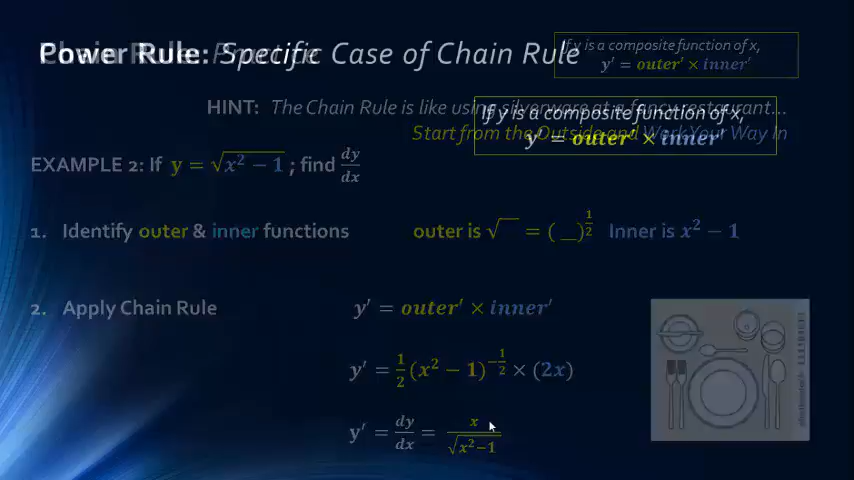 Power Rule: Specific Case of Chain Rule
Chain Rule: Practice
If y is a composite function of x,
y' = outer' × inner'
HINT: The Chain Rule is like using silverware at a fancy restaurant...
Start from the Outside and Work Your Way In
If y is a composite function of x,
y' = outer' × inner'
EXAMPLE 2: If y = √(x² − 1) ; find dy/dx
1. Identify outer & inner functions outer is √ = ( _ )^(1/2) Inner is x² − 1
2. Apply Chain Rule y' = outer' × inner'
y' = 1/2 (x² − 1)^(−1/2) × (2x)
y' = dy/dx = x/√(x²−1)